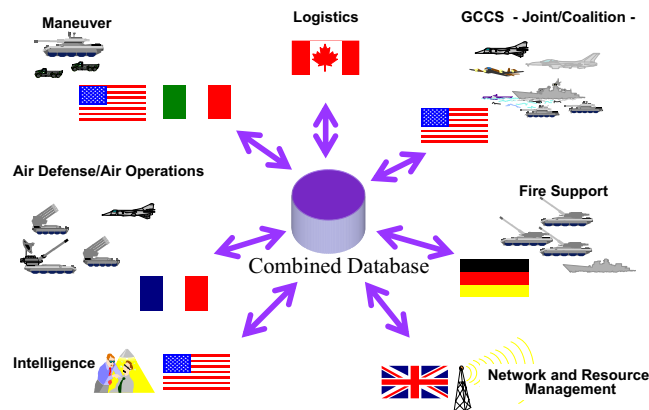 Maneuver
Logistics
GCCS - Joint/Coalition -
Air Defense/Air Operations
Fire Support
Combined Database
Intelligence
Network and Resource
Management